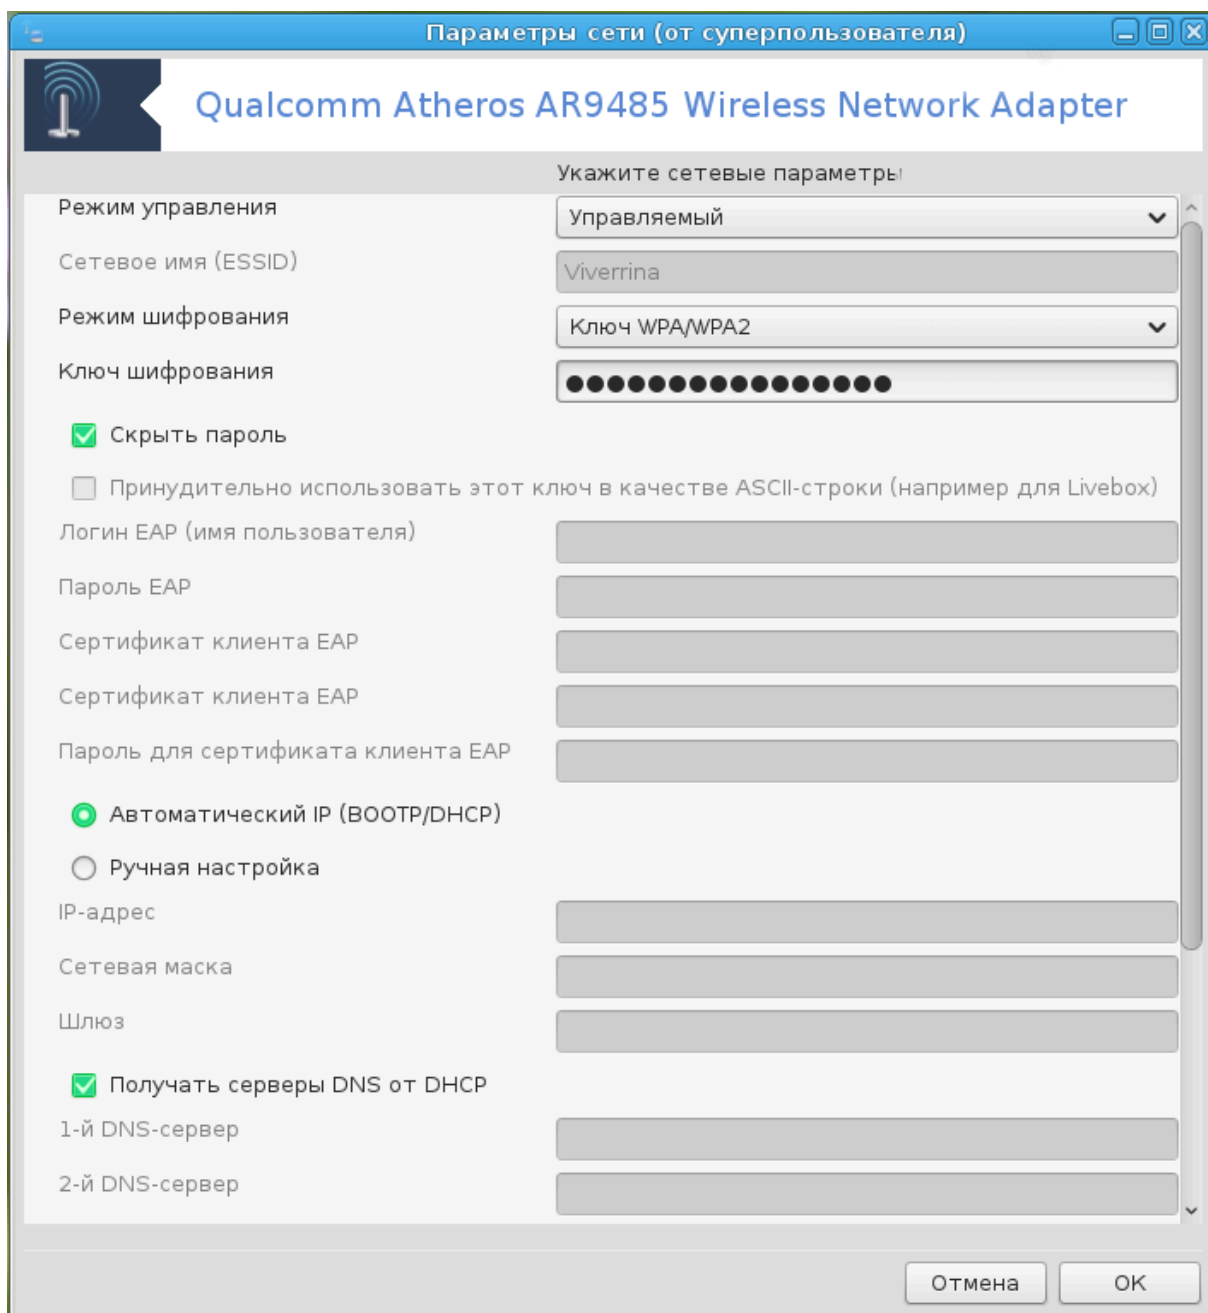 Параметры сети (от суперпользователя)
Qualcomm Atheros AR9485 Wireless Network Adapter
Укажите сетевые параметры
Режим управления
Управляемый
Сетевое имя (ESSID)
Viverrina
Режим шифрования
Ключ WPA/WPA2
Ключ шифрования
●●●●●●●●●●●●●●●●
Скрыть пароль
Принудительно использовать этот ключ в качестве ASCII-строки (например для Livebox)
Логин EAP (имя пользователя)
Пароль EAP
Сертификат клиента EAP
Сертификат клиента EAP
Пароль для сертификата клиента EAP
Автоматический IP (BOOTP/DHCP)
Ручная настройка
IP-адрес
Сетевая маска
Шлюз
Получать серверы DNS от DHCP
1-й DNS-сервер
2-й DNS-сервер
Отмена
OK